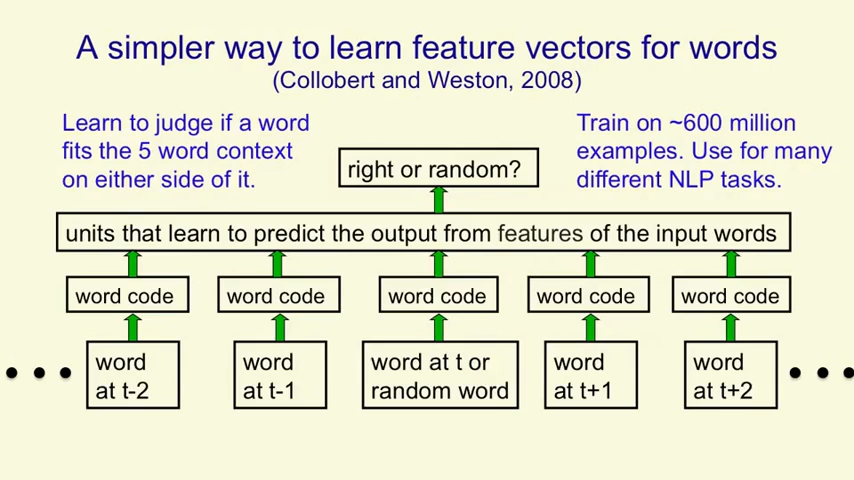 A simpler way to learn feature vectors for words
(Collobert and Weston, 2008)
Learn to judge if a word
fits the 5 word context
on either side of it.
right or random?
Train on ~600 million
examples. Use for many
different NLP tasks.
units that learn to predict the output from features of the input words
word code
word code
word code
word code
word code
word
at t-2
word
at t-1
word at t or
random word
word
at t+1
word
at t+2